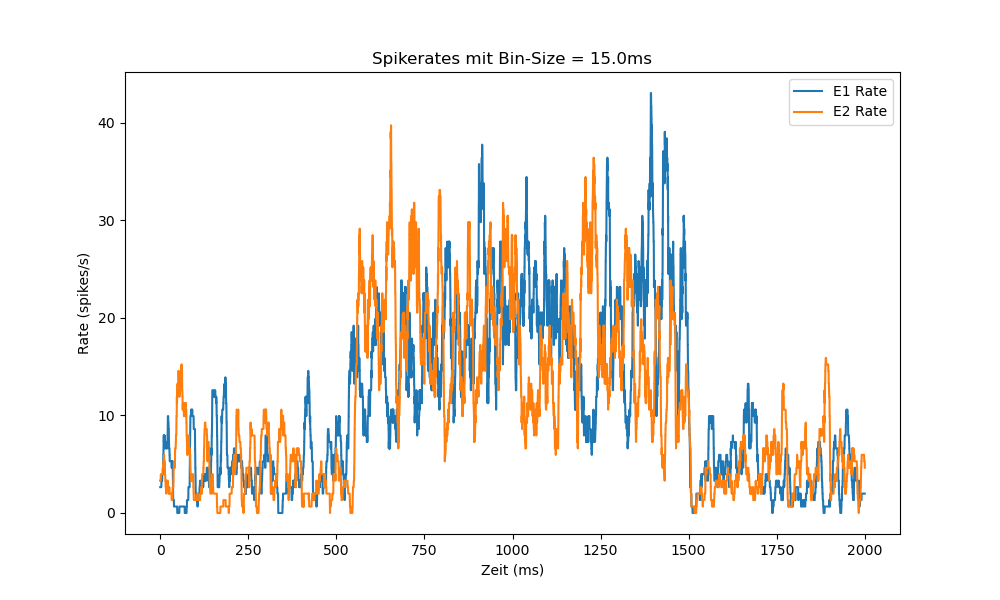 Spikerates mit Bin-Size = 15.0ms
E1 Rate
E2 Rate
Rate (spikes/s)
40
30
20
10
0
0 250 500 750 1000 1250 1500 1750 2000
Zeit (ms)